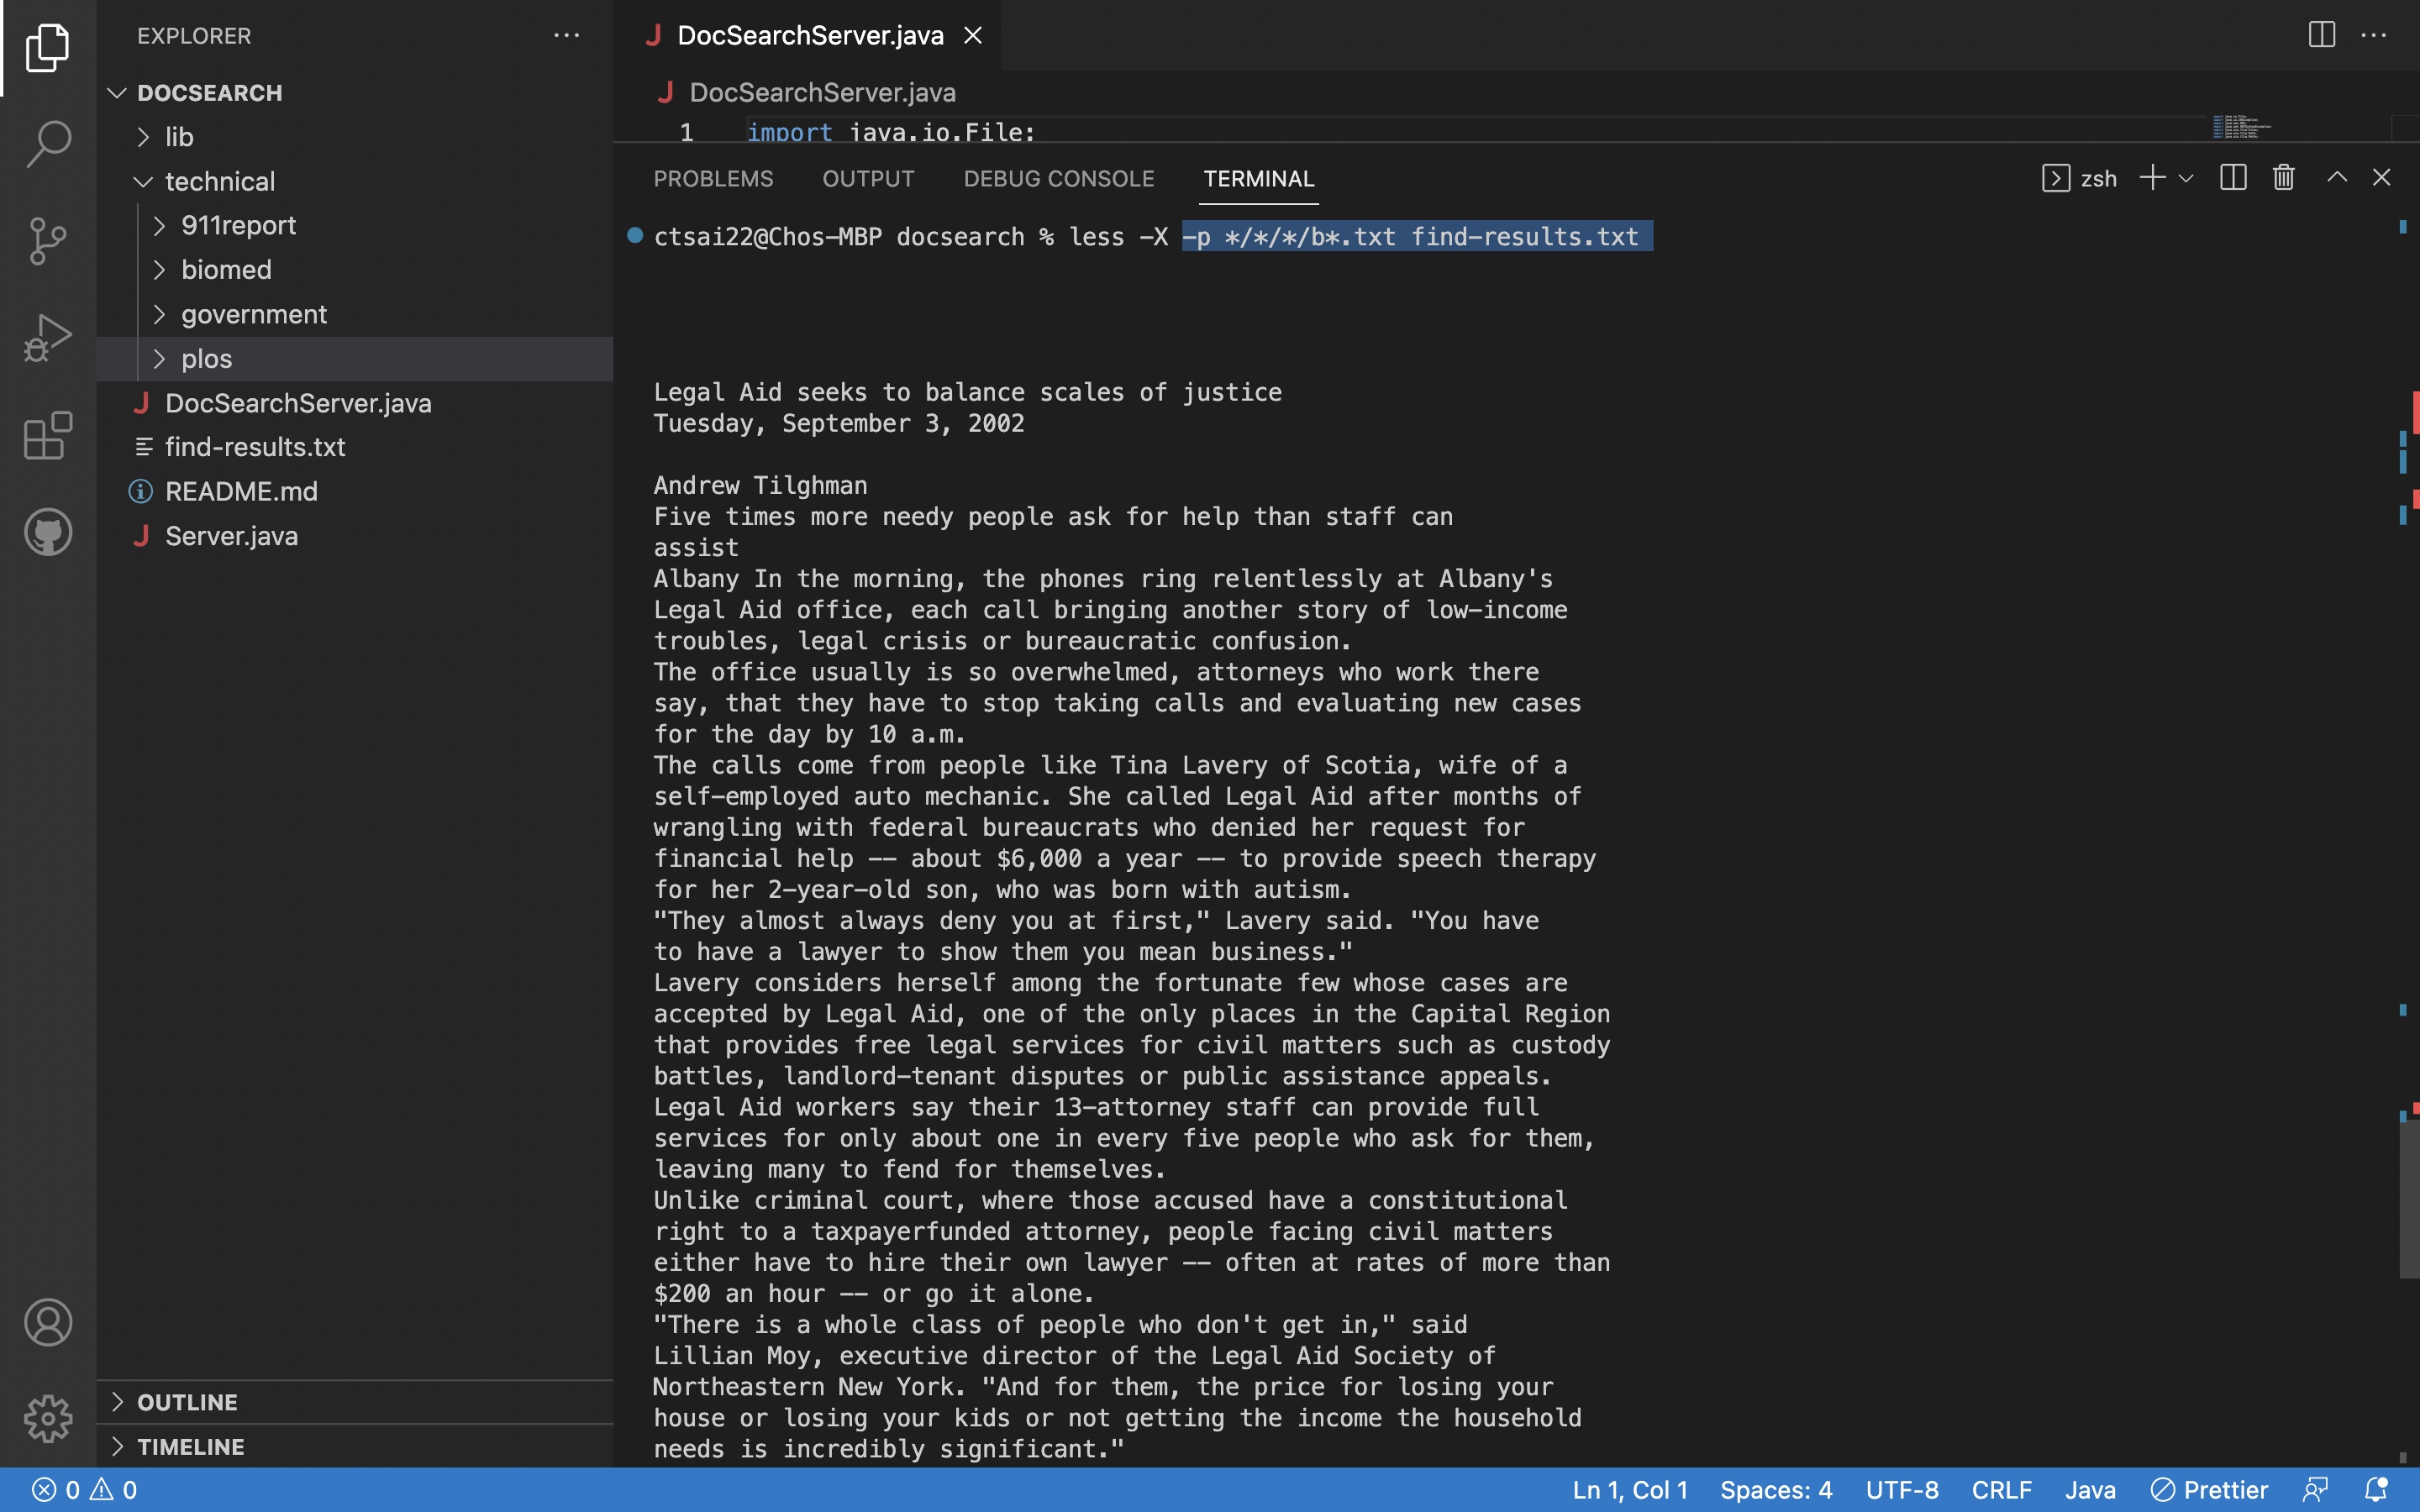 EXPLORER
DOCSEARCH
lib
technical
911report
biomed
government
plos
DocSearchServer.java
find-results.txt
README.md
Server.java
OUTLINE
TIMELINE
DocSearchServer.java
DocSearchServer.java
1 import java.io.File;
PROBLEMS OUTPUT DEBUG CONSOLE TERMINAL
zsh
ctsai22@Chos-MBP docsearch % less -X -p */*/*/b*.txt find-results.txt
Legal Aid seeks to balance scales of justice
Tuesday, September 3, 2002
Andrew Tilghman
Five times more needy people ask for help than staff can
assist
Albany In the morning, the phones ring relentlessly at Albany's
Legal Aid office, each call bringing another story of low-income
troubles, legal crisis or bureaucratic confusion.
The office usually is so overwhelmed, attorneys who work there
say, that they have to stop taking calls and evaluating new cases
for the day by 10 a.m.
The calls come from people like Tina Lavery of Scotia, wife of a
self-employed auto mechanic. She called Legal Aid after months of
wrangling with federal bureaucrats who denied her request for
financial help -- about $6,000 a year -- to provide speech therapy
for her 2-year-old son, who was born with autism.
"They almost always deny you at first," Lavery said. "You have
to have a lawyer to show them you mean business."
Lavery considers herself among the fortunate few whose cases are
accepted by Legal Aid, one of the only places in the Capital Region
that provides free legal services for civil matters such as custody
battles, landlord-tenant disputes or public assistance appeals.
Legal Aid workers say their 13-attorney staff can provide full
services for only about one in every five people who ask for them,
leaving many to fend for themselves.
Unlike criminal court, where those accused have a constitutional
right to a taxpayerfunded attorney, people facing civil matters
either have to hire their own lawyer -- often at rates of more than
$200 an hour -- or go it alone.
"There is a whole class of people who don't get in," said
Lillian Moy, executive director of the Legal Aid Society of
Northeastern New York. "And for them, the price for losing your
house or losing your kids or not getting the income the household
needs is incredibly significant."
0 0
Ln 1, Col 1 Spaces: 4 UTF-8 CRLF Java Prettier